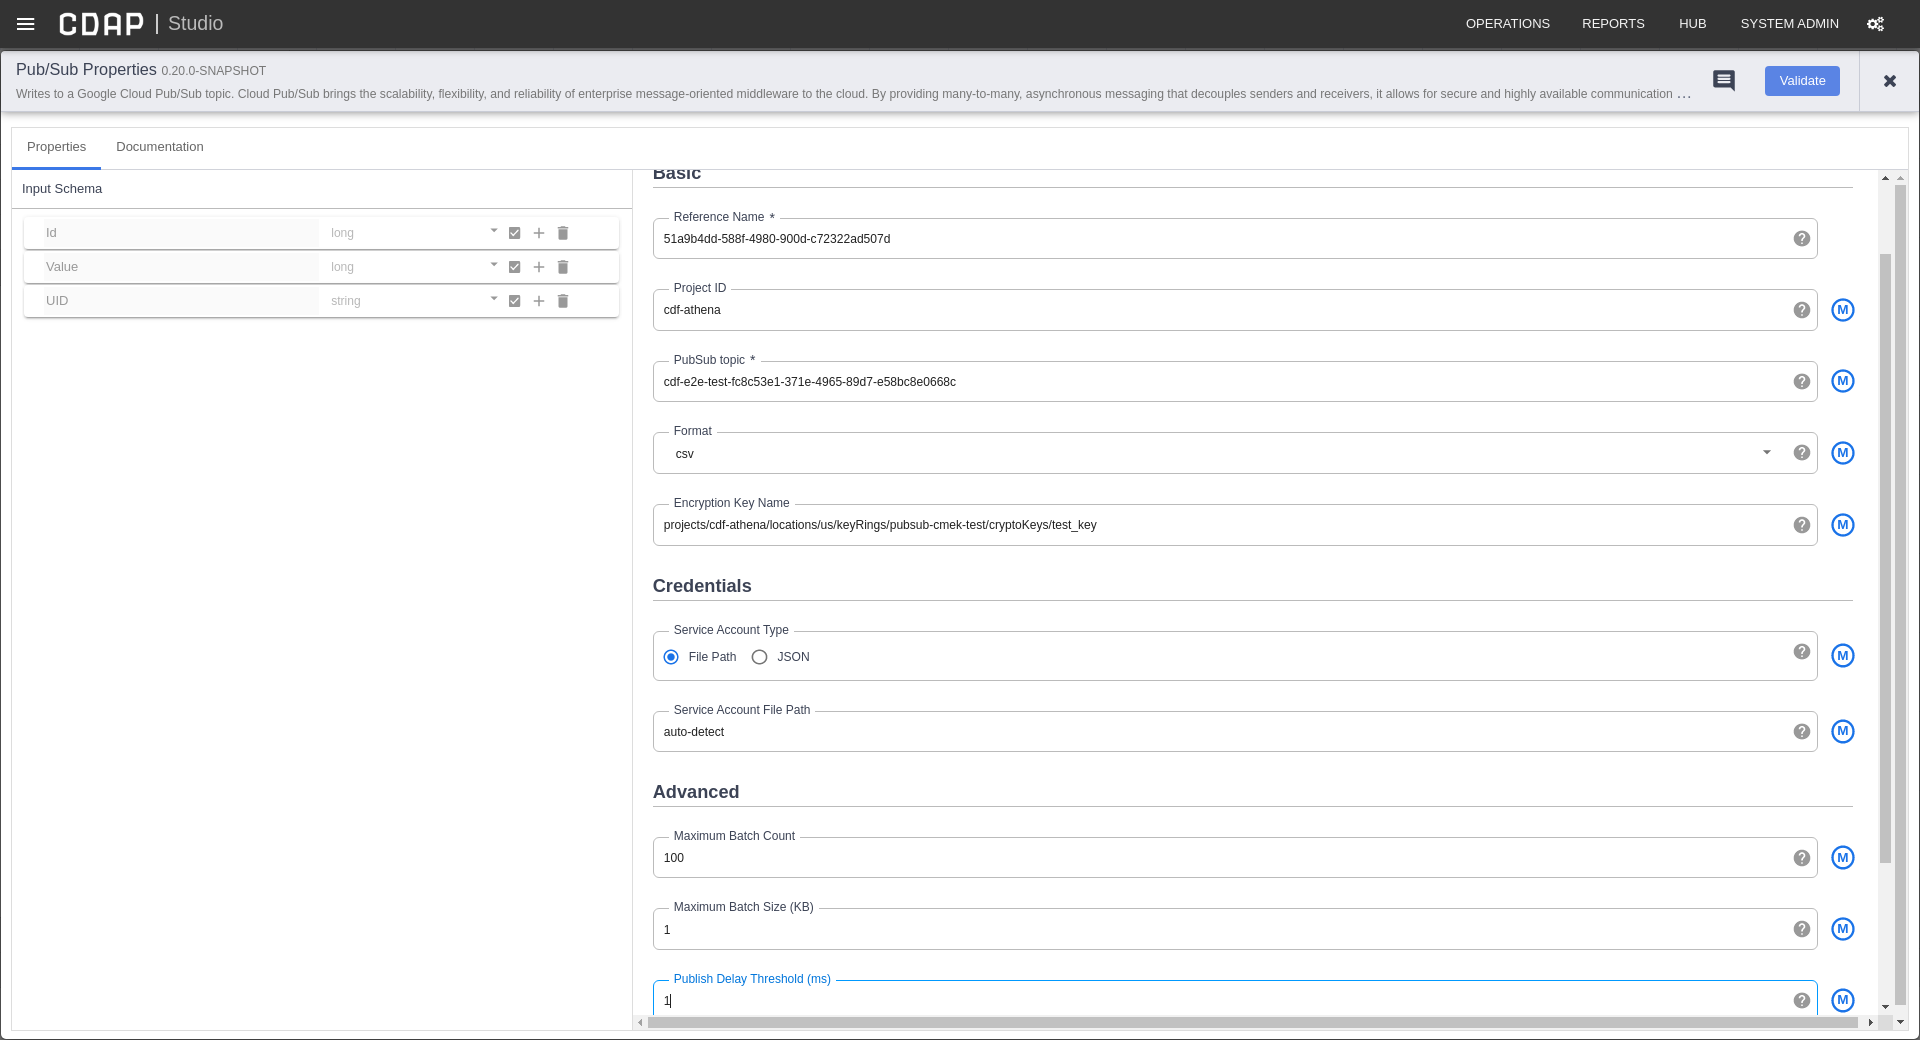 CDAP | Studio
OPERATIONS REPORTS HUB SYSTEM ADMIN
Pub/Sub Properties 0.20.0-SNAPSHOT
Writes to a Google Cloud Pub/Sub topic. Cloud Pub/Sub brings the scalability, flexibility, and reliability of enterprise message-oriented middleware to the cloud. By providing many-to-many, asynchronous messaging that decouples senders and receivers, it allows for secure and highly available communication ...
Validate
Properties Documentation
Input Schema
Id long
Value long
UID string
Basic
Reference Name *
51a9b4dd-588f-4980-900d-c72322ad507d
Project ID
cdf-athena
M
PubSub topic *
cdf-e2e-test-fc8c53e1-371e-4965-89d7-e58bc8e0668c
M
Format
csv
M
Encryption Key Name
projects/cdf-athena/locations/us/keyRings/pubsub-cmek-test/cryptoKeys/test_key
M
Credentials
Service Account Type
File Path JSON
M
Service Account File Path
auto-detect
M
Advanced
Maximum Batch Count
100
M
Maximum Batch Size (KB)
1
M
Publish Delay Threshold (ms)
1
M